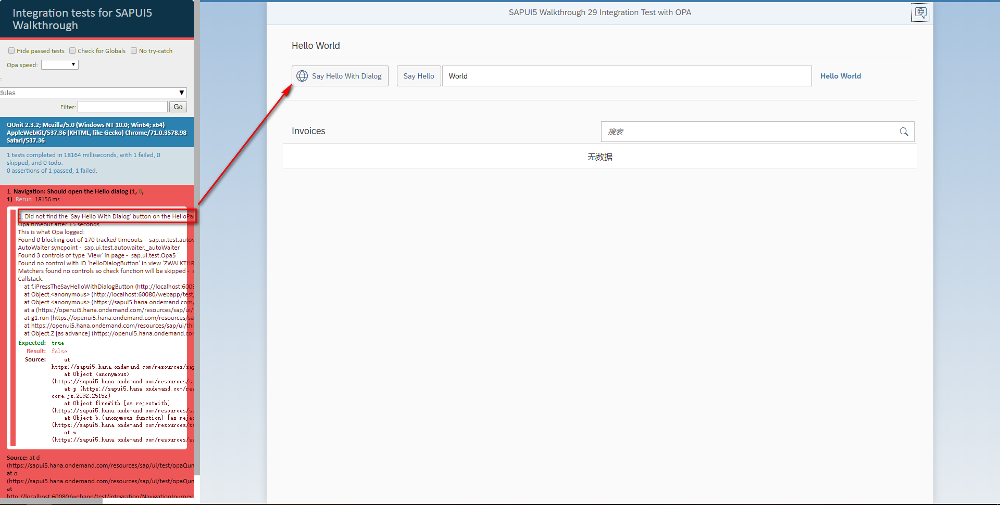 Integration tests for SAPUI5
Walkthrough
Hide passed tests Check for Globals No try-catch
Opa speed:
:
dules
Filter: Go
QUnit 2.3.2; Mozilla/5.0 (Windows NT 10.0; Win64; x64)
AppleWebKit/537.36 (KHTML, like Gecko) Chrome/71.0.3578.98
Safari/537.36
1 tests completed in 18164 milliseconds, with 1 failed, 0
skipped, and 0 todo.
0 assertions of 1 passed, 1 failed.
1. Navigation: Should open the Hello dialog (1, 0,
1) Rerun 18156 ms
1. Did not find the 'Say Hello With Dialog' button on the HelloPa
Opa timeout after 15 seconds
This is what Opa logged:
Found 0 blocking out of 170 tracked timeouts - sap.ui.test.autow
AutoWaiter syncpoint - sap.ui.test.autowaiter._autoWaiter
Found 3 controls of type 'View' in page - sap.ui.test.Opa5
Found no control with ID 'helloDialogButton' in view 'ZWALKTHR
Matchers found no controls so check function will be skipped - s
Callstack:
at f.iPressTheSayHelloWithDialogButton (http://localhost:6008
at Object.<anonymous> (http://localhost:60080/webapp/test,
at Object.<anonymous> (https://sapui5.hana.ondemand.com/
at a (https://openui5.hana.ondemand.com/resources/sap/ui/
at g1.run (https://openui5.hana.ondemand.com/resources/sa
at https://openui5.hana.ondemand.com/resources/sap/ui/thi
at Object.Z [as advance] (https://openui5.hana.ondemand.co
Expected: true
Result: false
Source: at
https://sapui5.hana.ondemand.com/resources/sap
at Object.<anonymous>
(https://sapui5.hana.ondemand.com/resources/sa
at p (https://sapui5.hana.ondemand.com/res
core.js:2092:25152)
at Object.fireWith [as rejectWith]
(https://sapui5.hana.ondemand.com/resources/sa
at Object.b.(anonymous function) [as rejec
(https://sapui5.hana.ondemand.com/resources/sa
at w
(https://sapui5.hana.ondemand.com/resources/sa
Source: at d
(https://sapui5.hana.ondemand.com/resources/sap/ui/test/opaQun
at o
(https://sapui5.hana.ondemand.com/resources/sap/ui/test/opaQun
at
http://localhost:60080/webapp/test/integration/NavigationJourney
SAPUI5 Walkthrough 29 Integration Test with OPA
Hello World
Say Hello With Dialog Say Hello World Hello World
Invoices 搜索
无数据